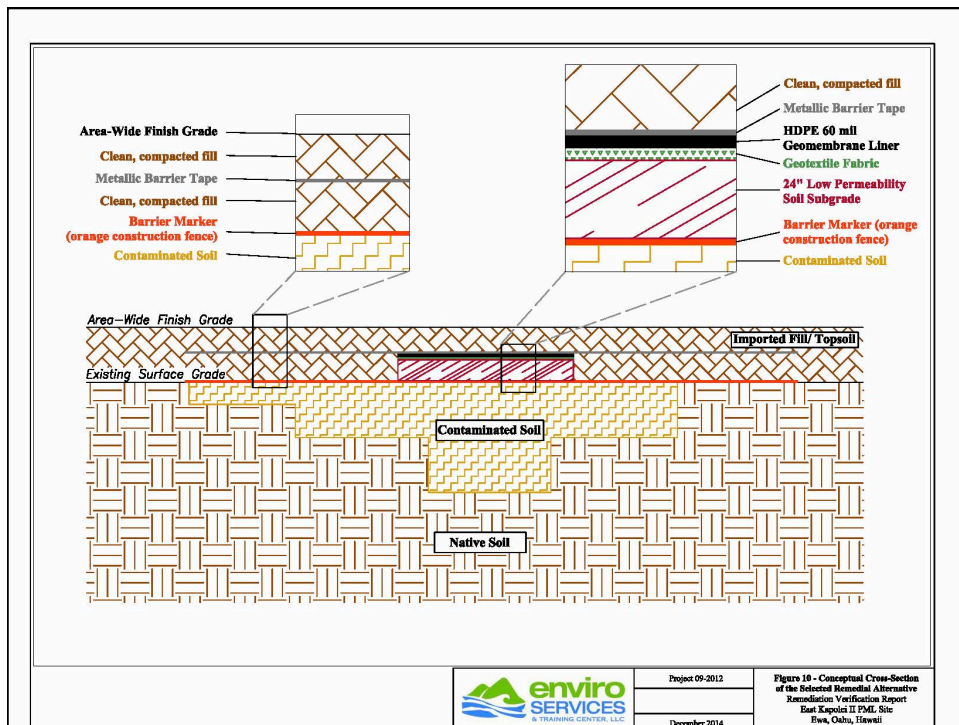 Area-Wide Finish Grade
Clean, compacted fill
Metallic Barrier Tape
Clean, compacted fill
Barrier Marker
(orange construction fence)
Contaminated Soil
Clean, compacted fill
Metallic Barrier Tape
HDPE 60 mil
Geomembrane Liner
Geotextile Fabric
24" Low Permeability
Soil Subgrade
Barrier Marker (orange
construction fence)
Contaminated Soil
Area-Wide Finish Grade
Imported Fill/ Topsoil
Existing Surface Grade
Contaminated Soil
Native Soil
enviro
SERVICES
& TRAINING CENTER, LLC
Project 09-2012
December 2014
Figure 10 - Conceptual Cross-Section
of the Selected Remedial Alternative
Remediation Verification Report
East Kapolei II PML Site
Ewa, Oahu, Hawaii